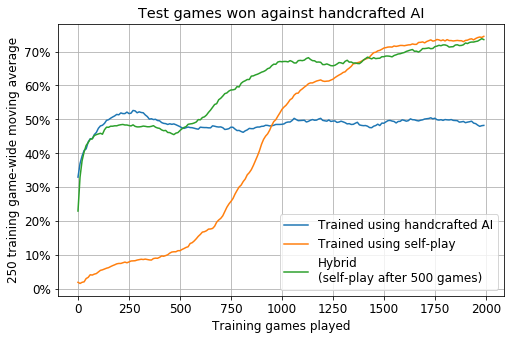 Test games won against handcrafted AI
250 training game-wide moving average
70%
60%
50%
40%
30%
20%
10%
0%
Trained using handcrafted AI
Trained using self-play
Hybrid
(self-play after 500 games)
0 250 500 750 1000 1250 1500 1750 2000
Training games played